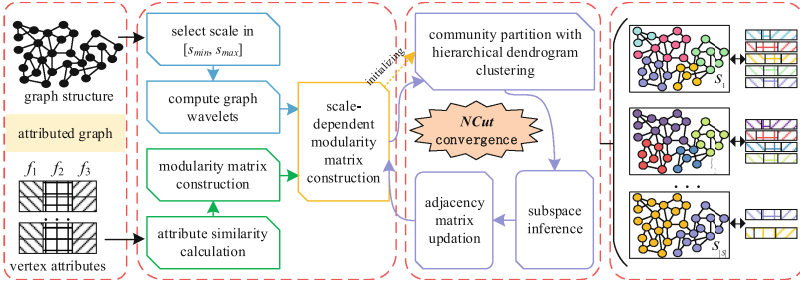 graph structure
attributed graph
f1 f2 f3
...
vertex attributes
select scale in
[smin, smax]
compute graph
wavelets
modularity matrix
construction
attribute similarity
calculation
scale-
dependent
modularity
matrix
construction
initializing
community partition with
hierarchical dendrogram
clustering
NCut
convergence
adjacency
matrix
updation
subspace
inference
S1
...
S|S|